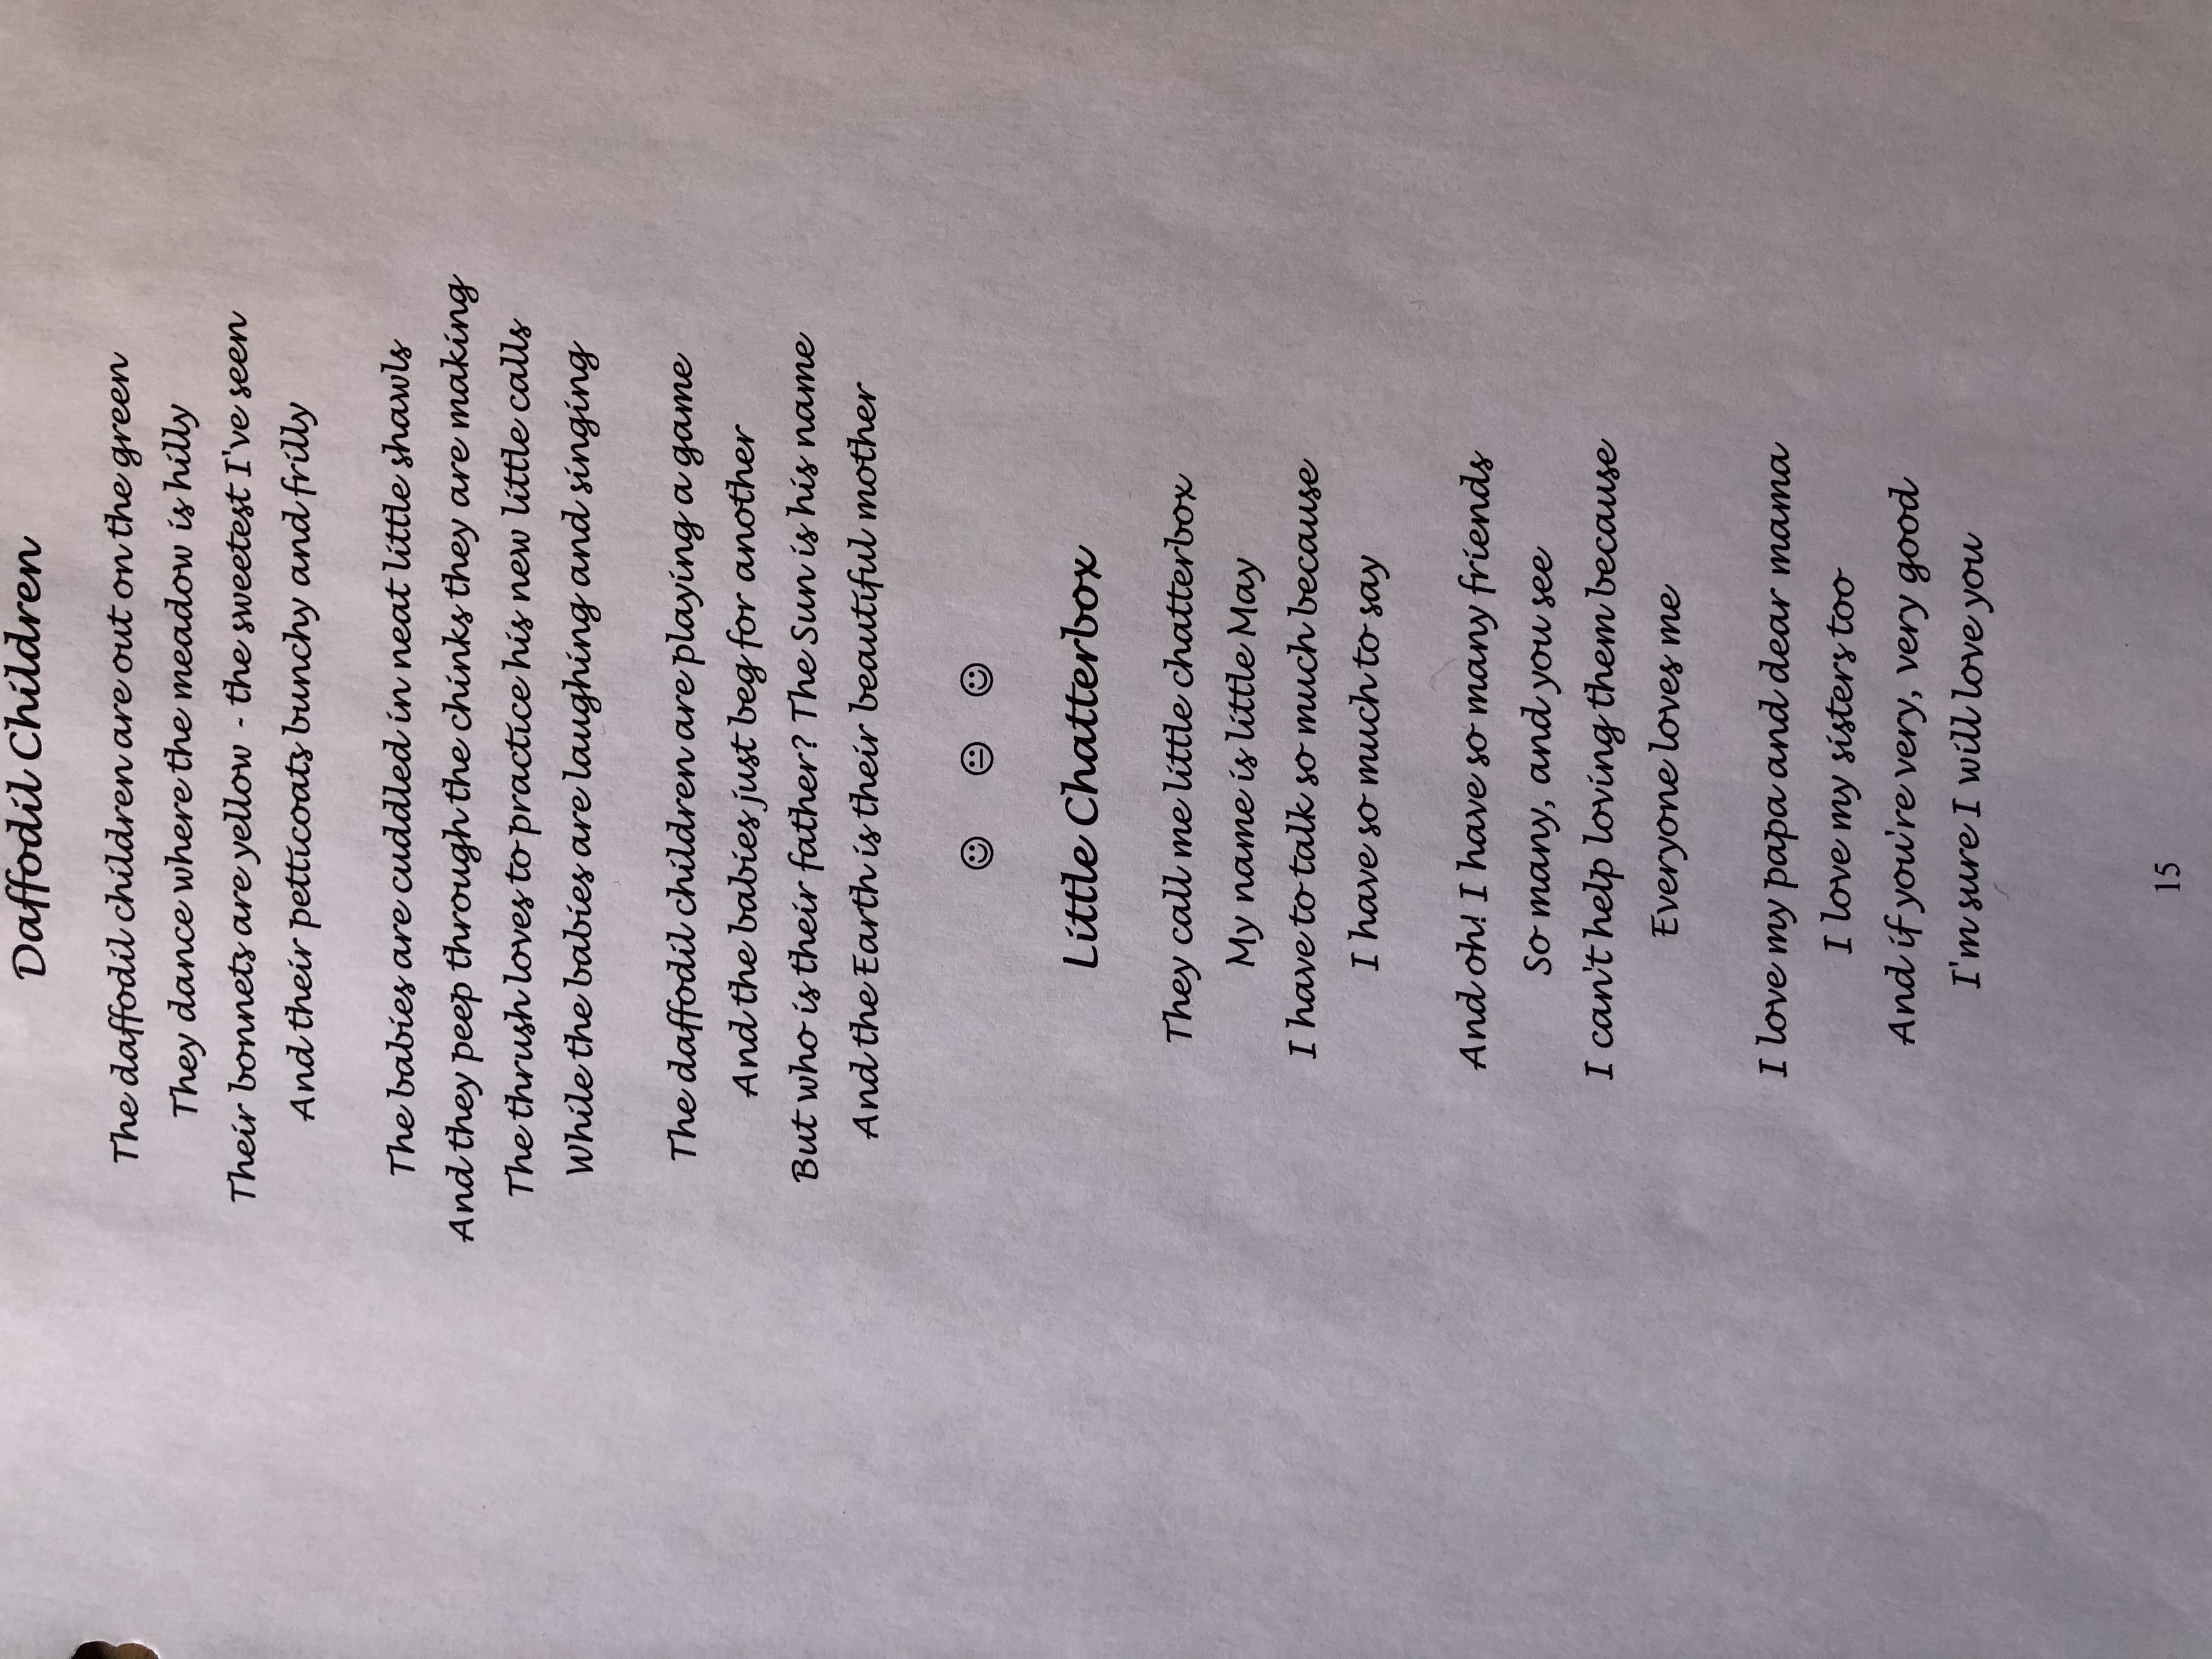 Daffodil Children
The daffodil children are out on the green
They dance where the meadow is hilly
Their bonnets are yellow - the sweetest I've seen
And their petticoats bunchy and frilly
The babies are cuddled in neat little shawls
And they peep through the chinks they are making
The thrush loves to practice his new little calls
While the babies are laughing and singing
The daffodil children are playing a game
And the babies just beg for another
But who is their father? The Sun is his name
And the Earth is their beautiful mother
☺ 😐 ☺
Little Chatterbox
They call me little chatterbox
My name is little May
I have to talk so much because
I have so much to say
And oh! I have so many friends
So many, and you see
I can't help loving them because
Everyone loves me
I love my papa and dear mama
I love my sisters too
And if you're very, very good
I'm sure I will love you
15